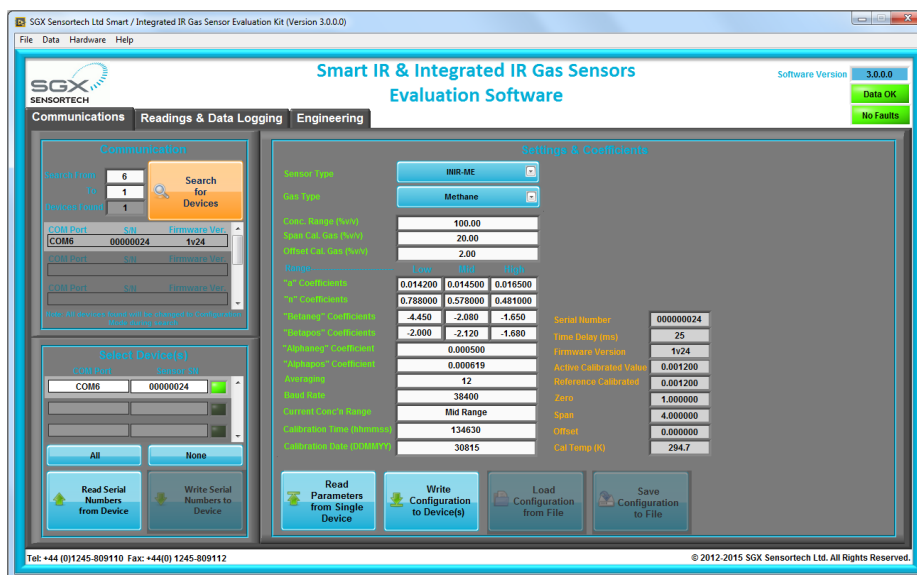 SGX Sensortech Ltd Smart / Integrated IR Gas Sensor Evaluation Kit (Version 3.0.0.0)
File Data Hardware Help
SGX
SENSORTECH
Smart IR & Integrated IR Gas Sensors
Evaluation Software
Software Version 3.0.0.0
Data OK
No Faults
Communications Readings & Data Logging Engineering
Communication
Search From 6
To 1
Devices Found 1
Search
for
Devices
COM Port S/N Firmware Ver.
COM6 00000024 1v24
COM Port S/N Firmware Ver.
COM Port S/N Firmware Ver.
Select Device(s)
COM Port Sensor SN
COM6 00000024
All None
Read Serial
Numbers
from Device
Write Serial
Numbers to
Device
Settings & Coefficients
Sensor Type INIR-ME
Gas Type Methane
Conc. Range (%v/v) 100.00
Span Cal. Gas (%v/v) 20.00
Offset Cal. Gas (%v/v) 2.00
Range Low Mid High
"a" Coefficients 0.014200 0.014500 0.016500
"n" Coefficients 0.788000 0.578000 0.481000
"Betaneg" Coefficients -4.450 -2.080 -1.650
"Betapos" Coefficients -2.000 -2.120 -1.680
"Alphaneg" Coefficient 0.000500
"Alphapos" Coefficient 0.000619
Averaging 12
Baud Rate 38400
Current Conc'n Range Mid Range
Calibration Time (hhmmss) 134630
Calibration Date (DDMMYY) 30815
Serial Number 000000024
Time Delay (ms) 25
Firmware Version 1v24
Active Calibrated Value 0.001200
Reference Calibrated 0.001200
Zero 1.000000
Span 4.000000
Offset 0.000000
Cal Temp (K) 294.7
Read
Parameters
from Single
Device
Write
Configuration
to Device(s)
Load
Configuration
from File
Save
Configuration
to File
Tel: +44 (0)1245-809110 Fax: +44(0) 1245-809112
© 2012-2015 SGX Sensortech Ltd. All Rights Reserved.